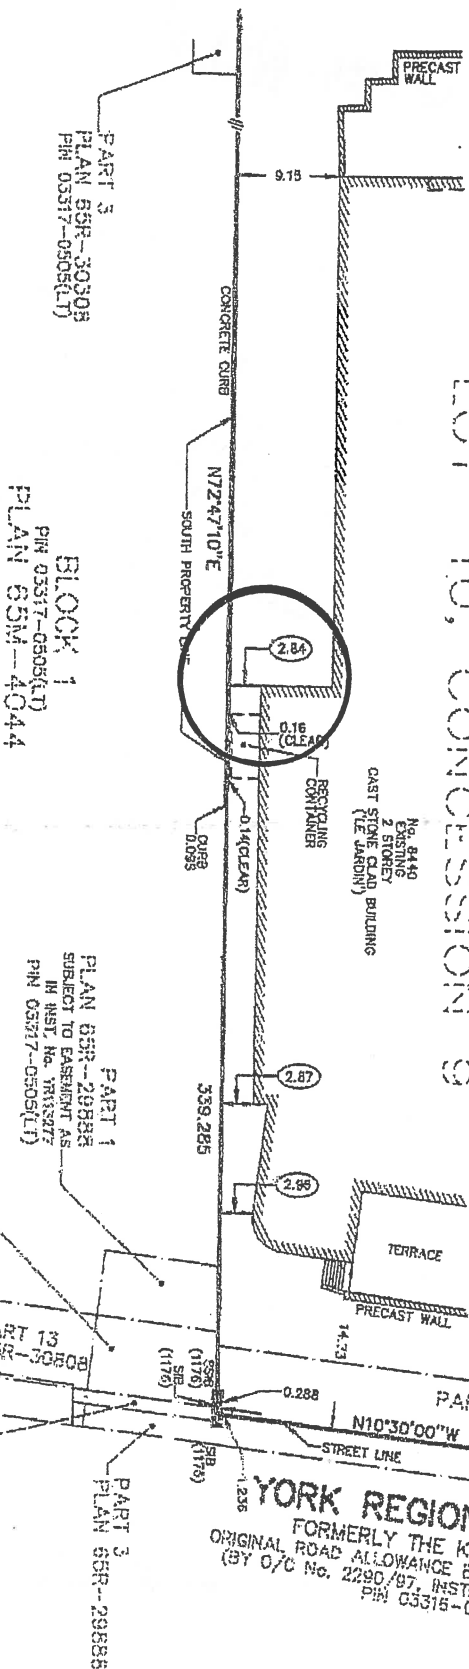 PRECAST
WALL
9.15
PART 3
PLAN 65R-30308
PIN 03317-0505(LT)
CONCRETE CURB
N72°47'10"E
SOUTH PROPERTY
BLOCK 1
PIN 03317-0505(LT)
PLAN 65M-4044
LOT 10, CONCESSION 9
2.84
0.16
(CLEAR)
RECYCLING
CONTAINER
0.14(CLEAR)
CURB
No. 8440
EXISTING
2 STOREY
CAST STONE CLAD BUILDING
("LE JARDIN")
2.87
339.285
2.95
PART 1
PLAN 65R-29888
SUBJECT TO EASEMENT AS
IN INST. No.
PIN 03317-0505(LT)
TERRACE
PRECAST WALL
14.73
ART 13
R-30808
SSIB
(1176)
SIB
(1176)
0.288
PA
N10°30'00"W
STREET LINE
SIB
(1176)
1.236
PART 3
PLAN 65R-29888
YORK REGION
FORMERLY THE K
ORIGINAL ROAD ALLOWANCE B
(BY O/C No. 2290/97, INST
PIN 03315-0